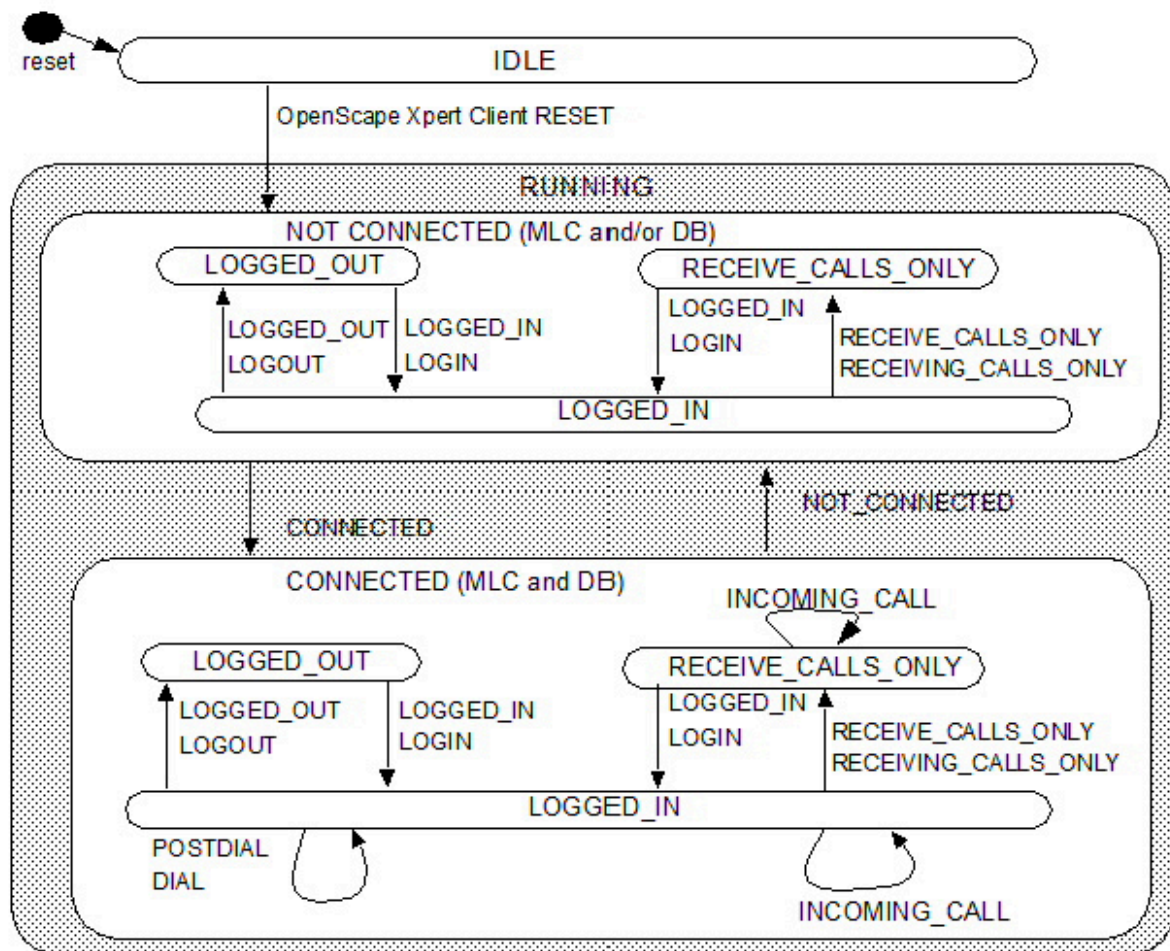 reset
IDLE
OpenScape Xpert Client RESET
RUNNING
NOT CONNECTED (MLC and/or DB)
LOGGED_OUT
RECEIVE_CALLS_ONLY
LOGGED_OUT
LOGOUT
LOGGED_IN
LOGIN
LOGGED_IN
LOGIN
RECEIVE_CALLS_ONLY
RECEIVING_CALLS_ONLY
LOGGED_IN
CONNECTED
NOT_CONNECTED
CONNECTED (MLC and DB)
INCOMING_CALL
LOGGED_OUT
RECEIVE_CALLS_ONLY
LOGGED_OUT
LOGOUT
LOGGED_IN
LOGIN
LOGGED_IN
LOGIN
RECEIVE_CALLS_ONLY
RECEIVING_CALLS_ONLY
LOGGED_IN
POSTDIAL
DIAL
INCOMING_CALL